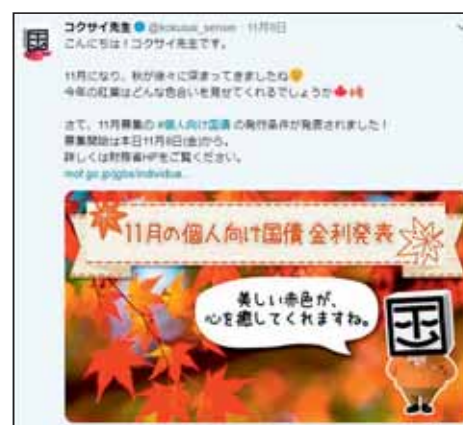 コクサイ先生 @kokusai_sensei・11月8日
こんにちは!コクサイ先生です。
11月になり、秋が徐々に深まってきましたね
今年の紅葉はどんな色合いを見せてくれるでしょうか
さて、11月募集の #個人向け国債 の発行条件が発表されました!
募集開始は本日11月8日(金)から。
詳しくは財務省HPをご覧ください。
mof.go.jp/jgbs/individua...
11月の個人向け国債 金利発表
美しい赤色が、
心を癒してくれますね。